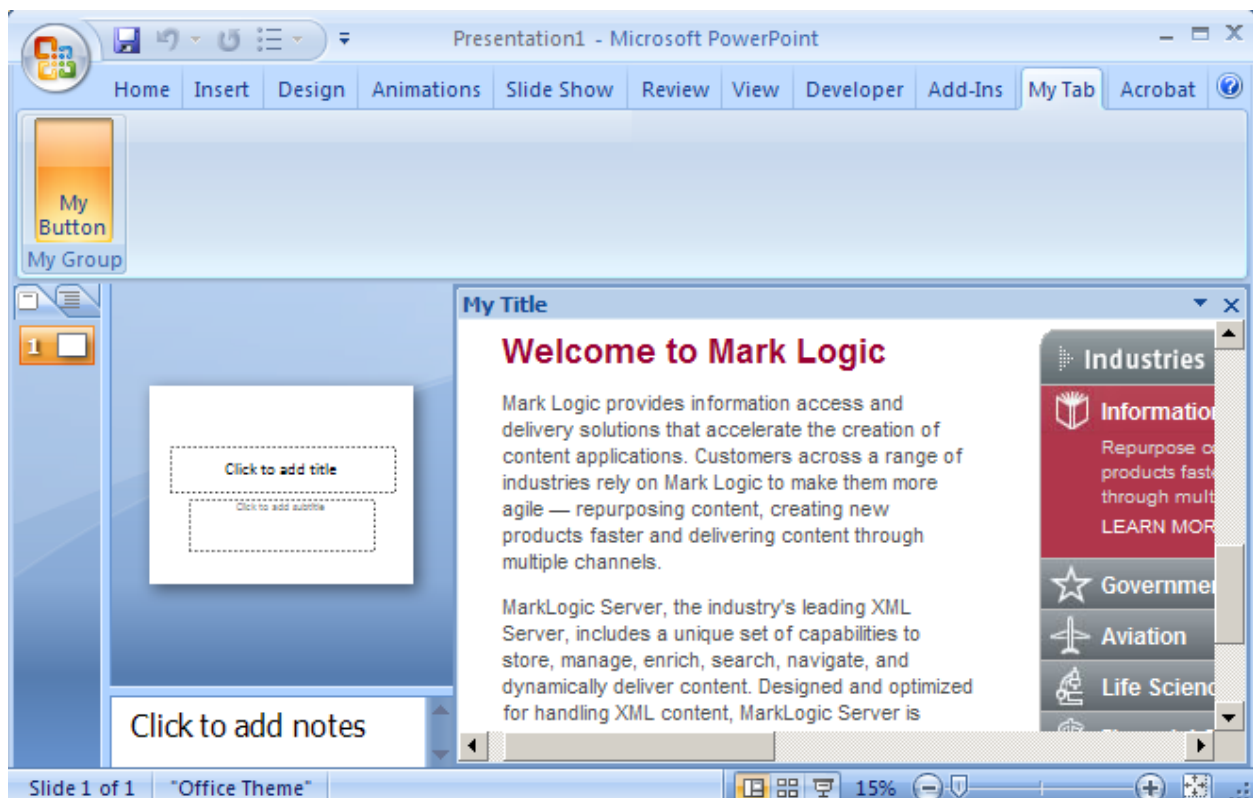 Presentation1 - Microsoft PowerPoint
Home Insert Design Animations Slide Show Review View Developer Add-Ins My Tab Acrobat
My
Button
My Group
1
Click to add title
Click to add subtitle
Click to add notes
My Title
Welcome to Mark Logic
Mark Logic provides information access and
delivery solutions that accelerate the creation of
content applications. Customers across a range of
industries rely on Mark Logic to make them more
agile — repurposing content, creating new
products faster and delivering content through
multiple channels.
MarkLogic Server, the industry's leading XML
Server, includes a unique set of capabilities to
store, manage, enrich, search, navigate, and
dynamically deliver content. Designed and optimized
for handling XML content, MarkLogic Server is
Industries
Informatio
Repurpose co
products faste
through mult
LEARN MOR
Governme
Aviation
Life Scienc
Slide 1 of 1 "Office Theme" 15%